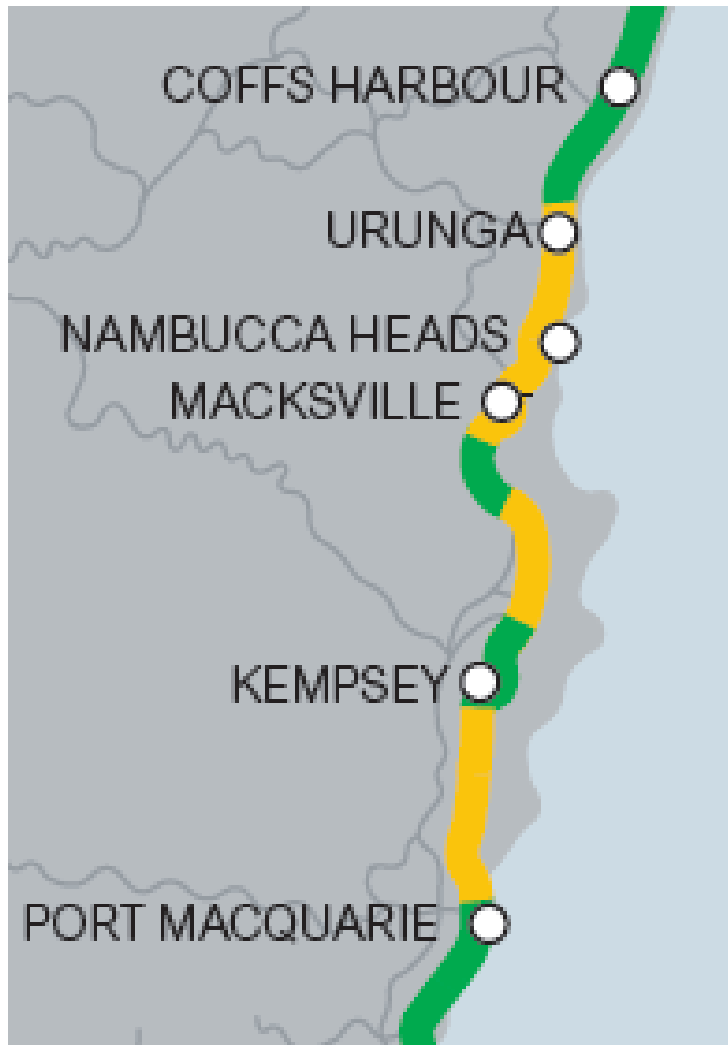 COFFS HARBOUR
URUNGA
NAMBUCCA HEADS
MACKSVILLE
KEMPSEY
PORT MACQUARIE